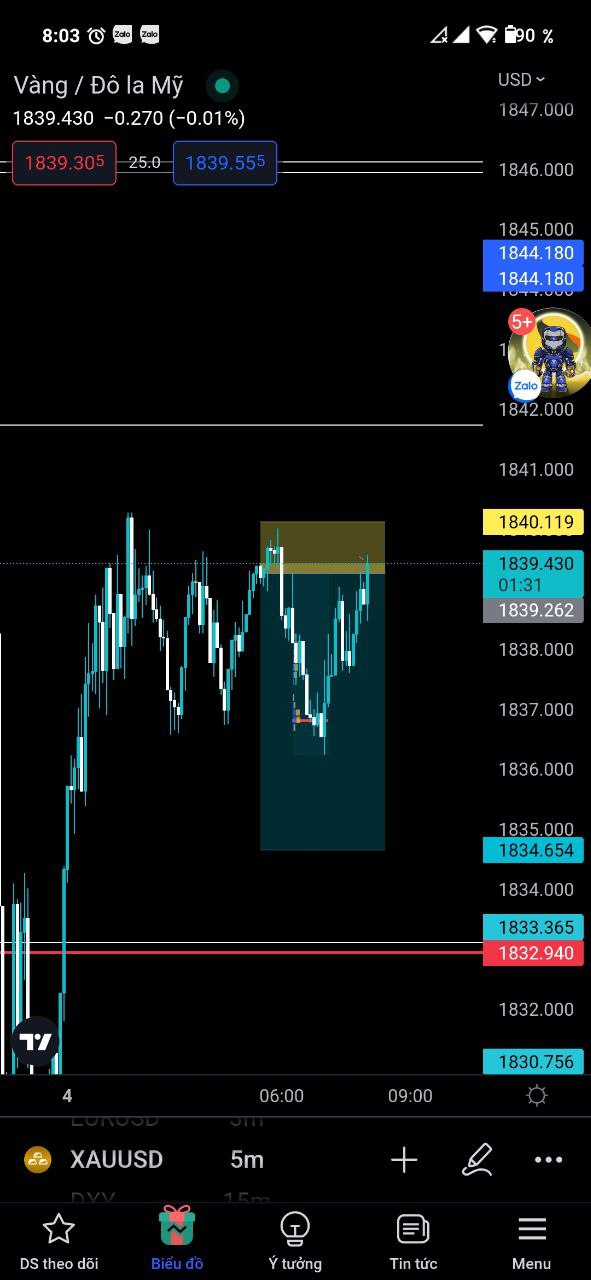 8:03 Zalo Zalo 90 %
Vàng / Đô la Mỹ USD
1839.430 −0.270 (−0.01%)
1847.000
1839.305 25.0 1839.555
1846.000
1845.000
1844.180
1844.180
5+
Zalo
1842.000
1841.000
1840.119
1839.430
01:31
1839.262
1838.000
1837.000
1836.000
1835.000
1834.654
1834.000
1833.365
1832.940
1832.000
1830.756
4 06:00 09:00
EURUSD 3m
XAUUSD 5m
DXY 15m
DS theo dõi Biểu đồ Ý tưởng Tin tức Menu